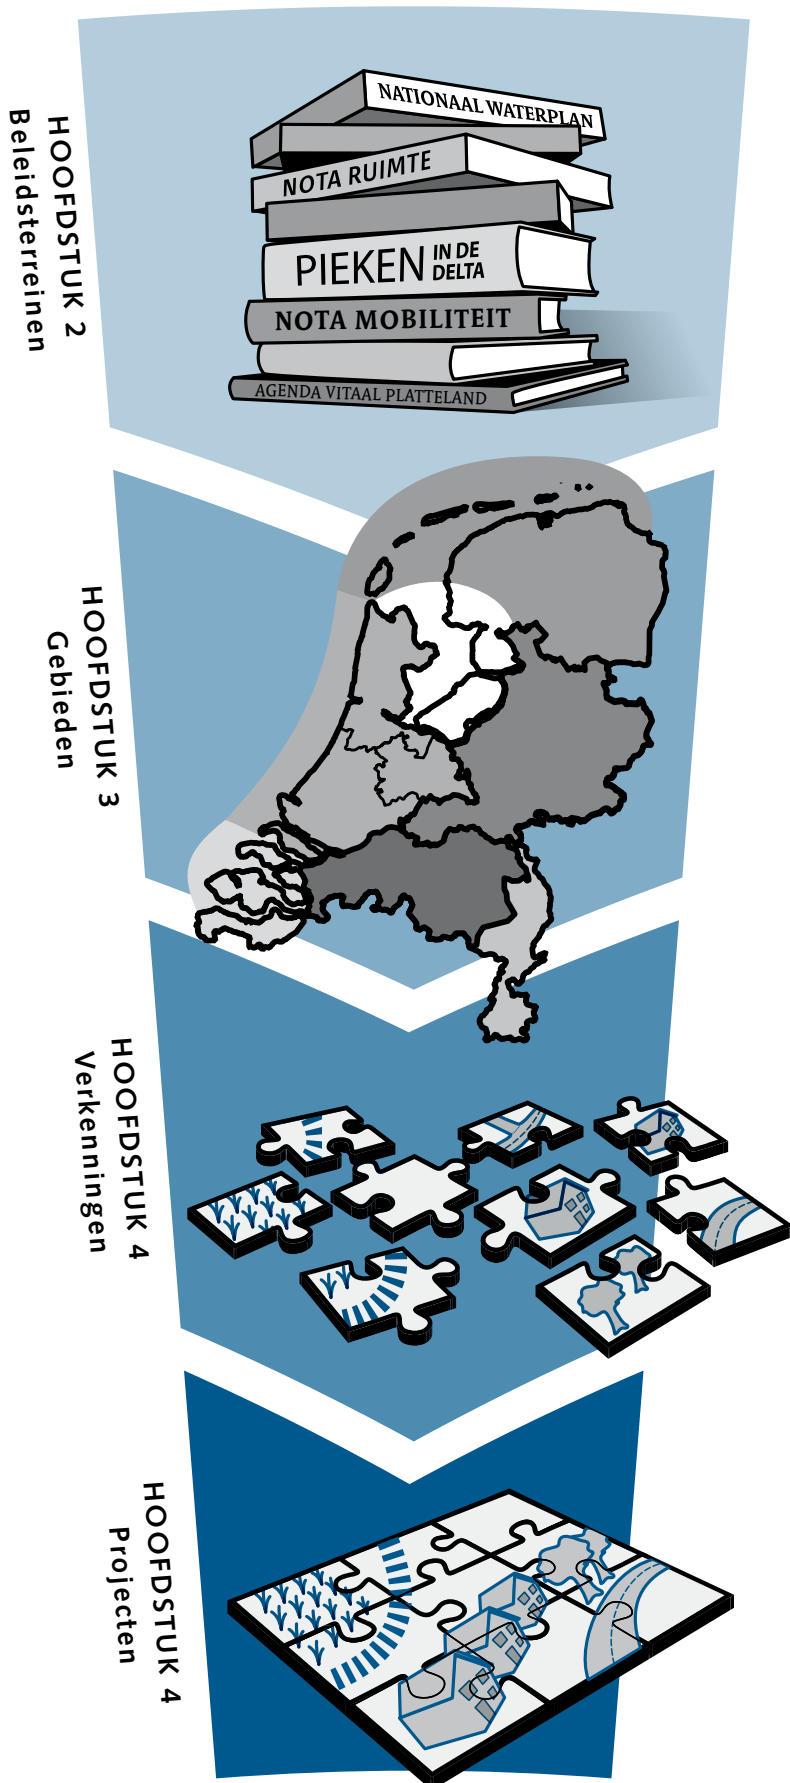 HOOFDSTUK 2
Beleidsterreinen
NATIONAAL WATERPLAN
NOTA RUIMTE
PIEKEN IN DE
DELTA
NOTA MOBILITEIT
AGENDA VITAAL PLATTELAND
HOOFDSTUK 3
Gebieden
HOOFDSTUK 4
Verkenningen
HOOFDSTUK 4
Projecten